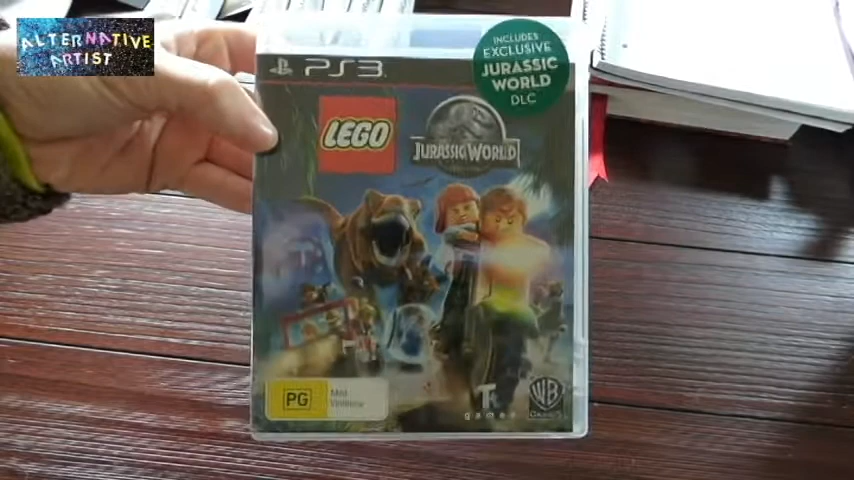 ALTERNATIVE
ARTIST
PS3
INCLUDES
EXCLUSIVE
JURASSIC
WORLD
DLC
LEGO
JURASSIC WORLD
PG
Mild
Violence
TT
games
WB
GAMES